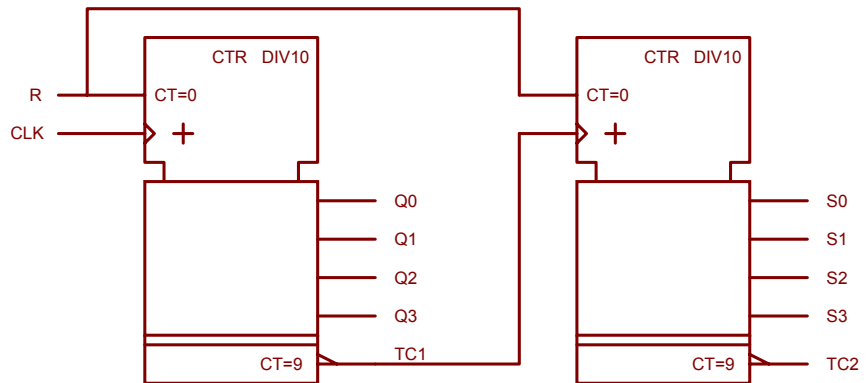 CTR DIV10
CTR DIV10
R
CT=0
CT=0
CLK
+
+
Q0
S0
Q1
S1
Q2
S2
Q3
S3
CT=9
TC1
CT=9
TC2